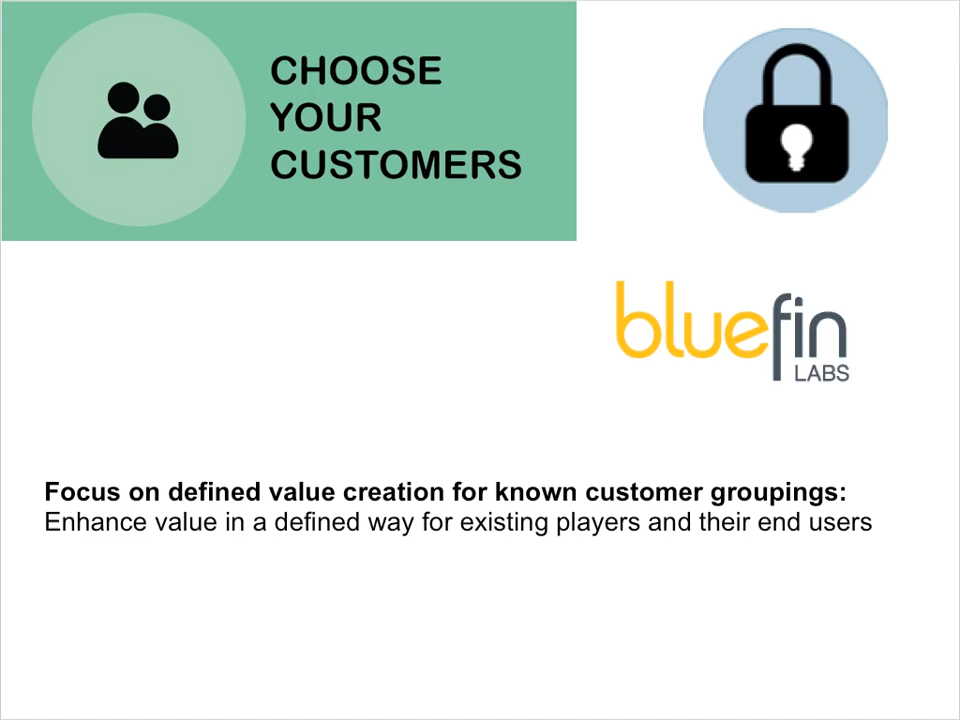 CHOOSE
YOUR
CUSTOMERS
bluefin
LABS
Focus on defined value creation for known customer groupings:
Enhance value in a defined way for existing players and their end users